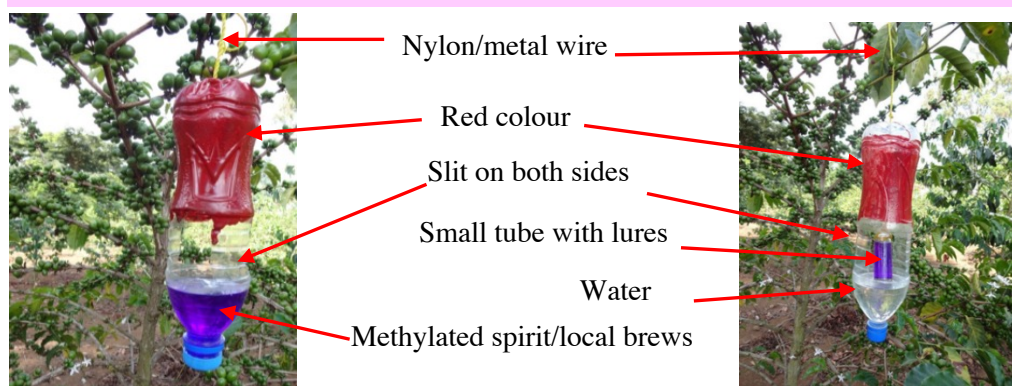 Nylon/metal wire
Red colour
Slit on both sides
Small tube with lures
Water
Methylated spirit/local brews